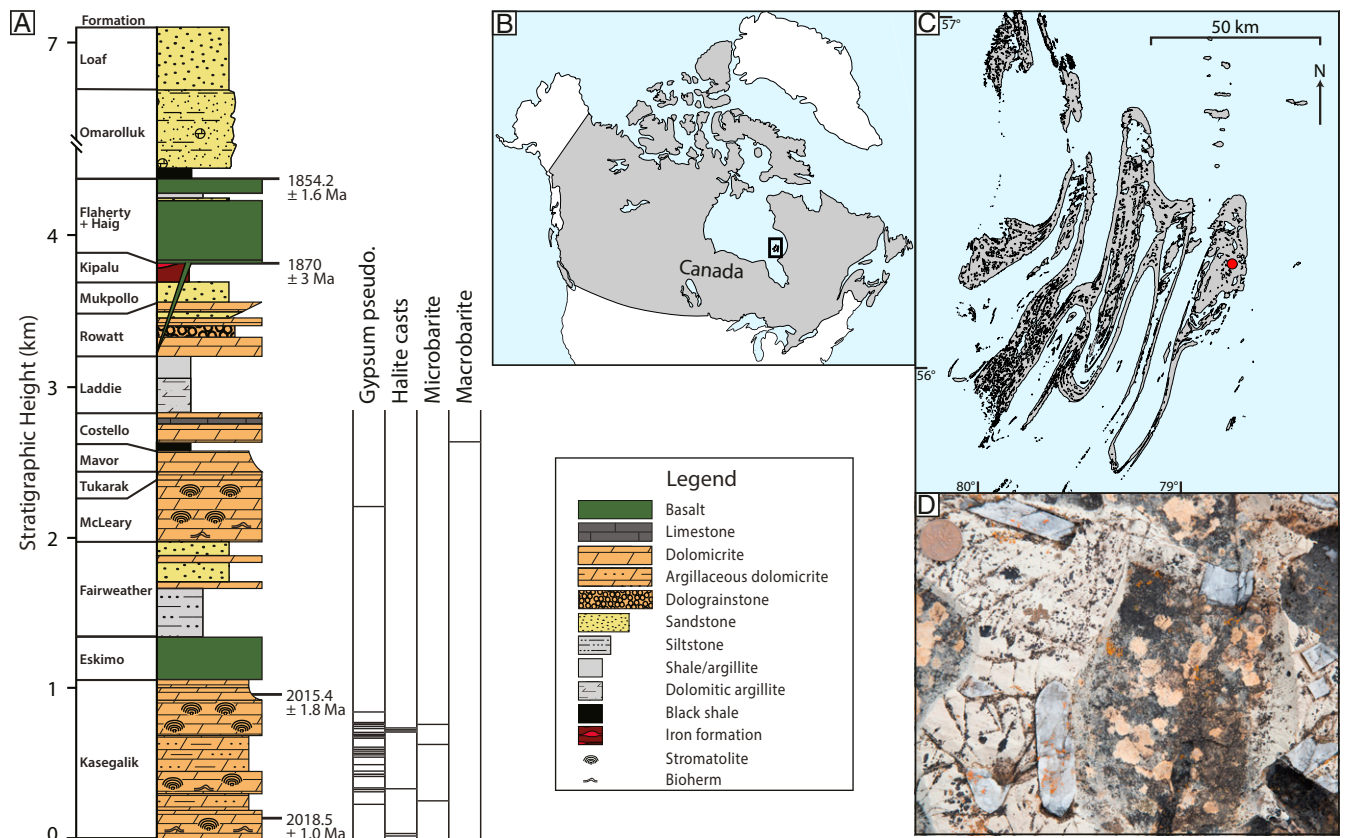 A
Formation
7
Loaf
Omarolluk
1854.2
± 1.6 Ma
Flaherty
+ Haig
4
Kipalu
1870
± 3 Ma
Mukpollo
Rowatt
3
Laddie
Costello
Mavor
Tukarak
McLeary
2
Fairweather
Eskimo
1
2015.4
± 1.8 Ma
Kasegalik
2018.5
± 1.0 Ma
0
Stratigraphic Height (km)
Gypsum pseudo.
Halite casts
Microbarite
Macrobarite
B
Canada
Legend
Basalt
Limestone
Dolomicrite
Argillaceous dolomicrite
Dolograinstone
Sandstone
Siltstone
Shale/argillite
Dolomitic argillite
Black shale
Iron formation
Stromatolite
Bioherm
C
57°
50 km
N
56°
80°
79°
D